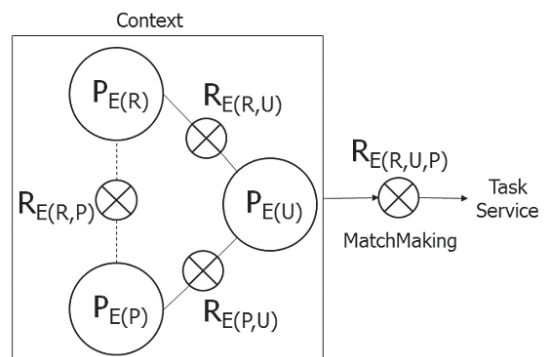 Context
P_E(R)
R_E(R,U)
R_E(R,U,P)
R_E(R,P)
P_E(U)
Task
Service
MatchMaking
P_E(P)
R_E(P,U)